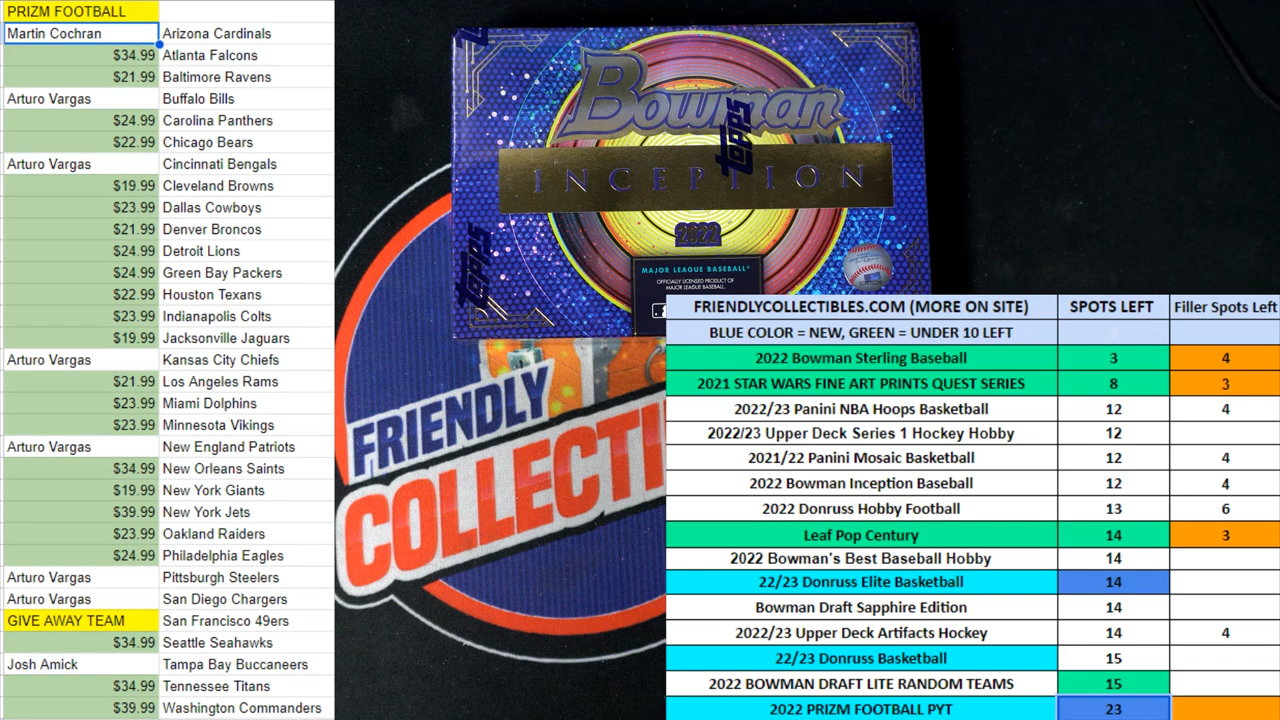 PRIZM FOOTBALL
Martin Cochran Arizona Cardinals
$34.99 Atlanta Falcons
$21.99 Baltimore Ravens
Arturo Vargas Buffalo Bills
$24.99 Carolina Panthers
$22.99 Chicago Bears
Arturo Vargas Cincinnati Bengals
$19.99 Cleveland Browns
$23.99 Dallas Cowboys
$21.99 Denver Broncos
$24.99 Detroit Lions
$24.99 Green Bay Packers
$22.99 Houston Texans
$23.99 Indianapolis Colts
$19.99 Jacksonville Jaguars
Arturo Vargas Kansas City Chiefs
$21.99 Los Angeles Rams
$23.99 Miami Dolphins
$23.99 Minnesota Vikings
Arturo Vargas New England Patriots
$34.99 New Orleans Saints
$19.99 New York Giants
$39.99 New York Jets
$23.99 Oakland Raiders
$24.99 Philadelphia Eagles
Arturo Vargas Pittsburgh Steelers
Arturo Vargas San Diego Chargers
GIVE AWAY TEAM San Francisco 49ers
$34.99 Seattle Seahawks
Josh Amick Tampa Bay Buccaneers
$34.99 Tennessee Titans
$39.99 Washington Commanders
Bowman
topps
INCEPTION
2022
topps
MAJOR LEAGUE BASEBALL®
OFFICIALLY LICENSED PRODUCT OF
MAJOR LEAGUE BASEBALL
FRIENDLY
COLLECTI
FRIENDLYCOLLECTIBLES.COM (MORE ON SITE) SPOTS LEFT Filler Spots Left
BLUE COLOR = NEW, GREEN = UNDER 10 LEFT 0
2022 Bowman Sterling Baseball 3 4
2021 STAR WARS FINE ART PRINTS QUEST SERIES 8 3
2022/23 Panini NBA Hoops Basketball 12 4
2022/23 Upper Deck Series 1 Hockey Hobby 12
2021/22 Panini Mosaic Basketball 12 4
2022 Bowman Inception Baseball 12 4
2022 Donruss Hobby Football 13 6
Leaf Pop Century 14 3
2022 Bowman's Best Baseball Hobby 14
22/23 Donruss Elite Basketball 14
Bowman Draft Sapphire Edition 14
2022/23 Upper Deck Artifacts Hockey 14 4
22/23 Donruss Basketball 15
2022 BOWMAN DRAFT LITE RANDOM TEAMS 15
2022 PRIZM FOOTBALL PYT 23